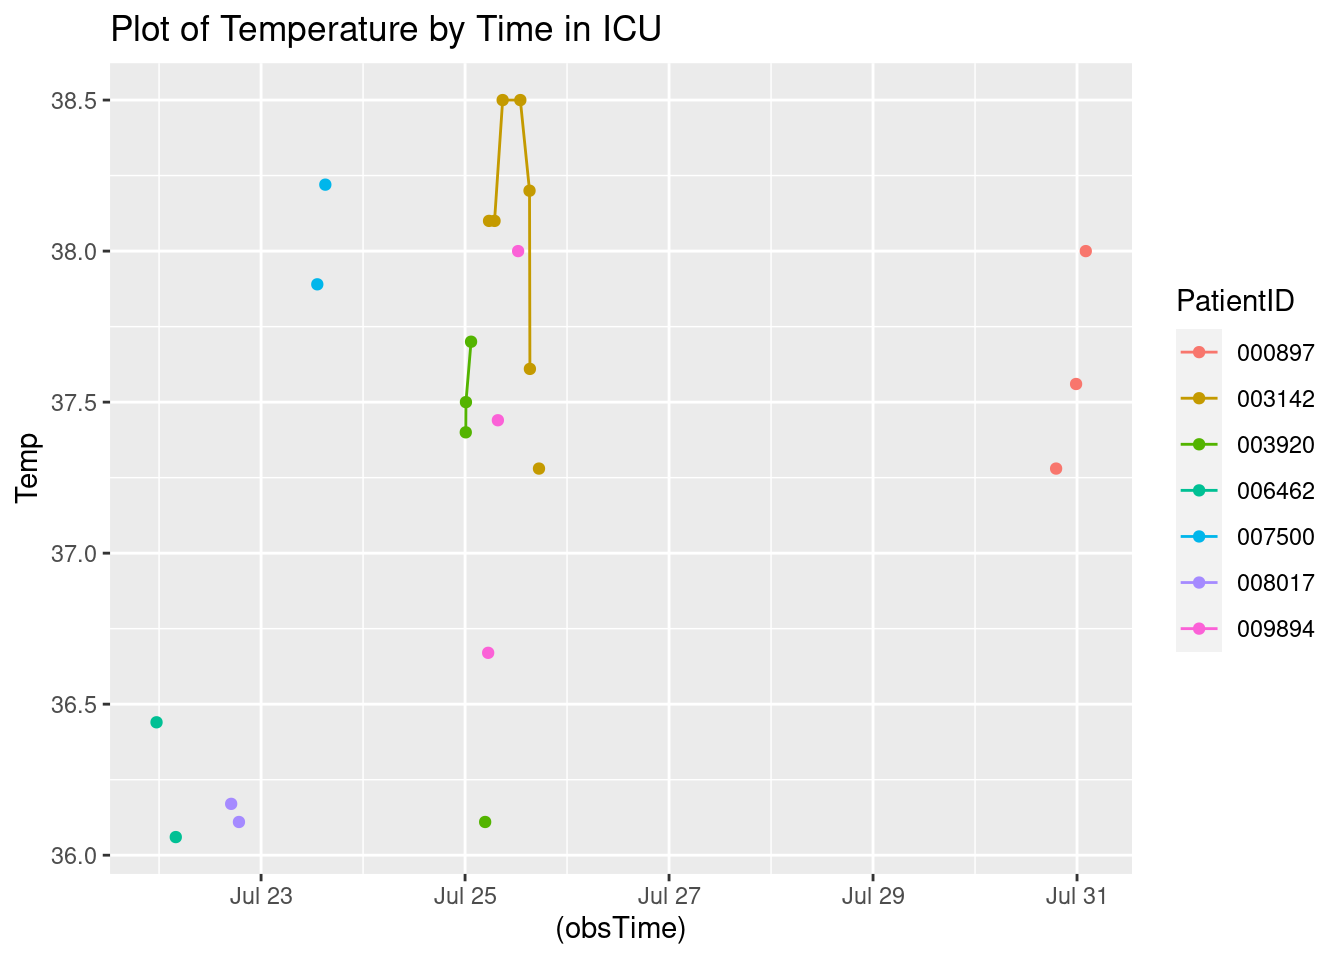 Plot of Temperature by Time in ICU
38.5
38.0
37.5
37.0
36.5
36.0
Temp
Jul 23
Jul 25
Jul 27
Jul 29
Jul 31
(obsTime)
PatientID
000897
003142
003920
006462
007500
008017
009894